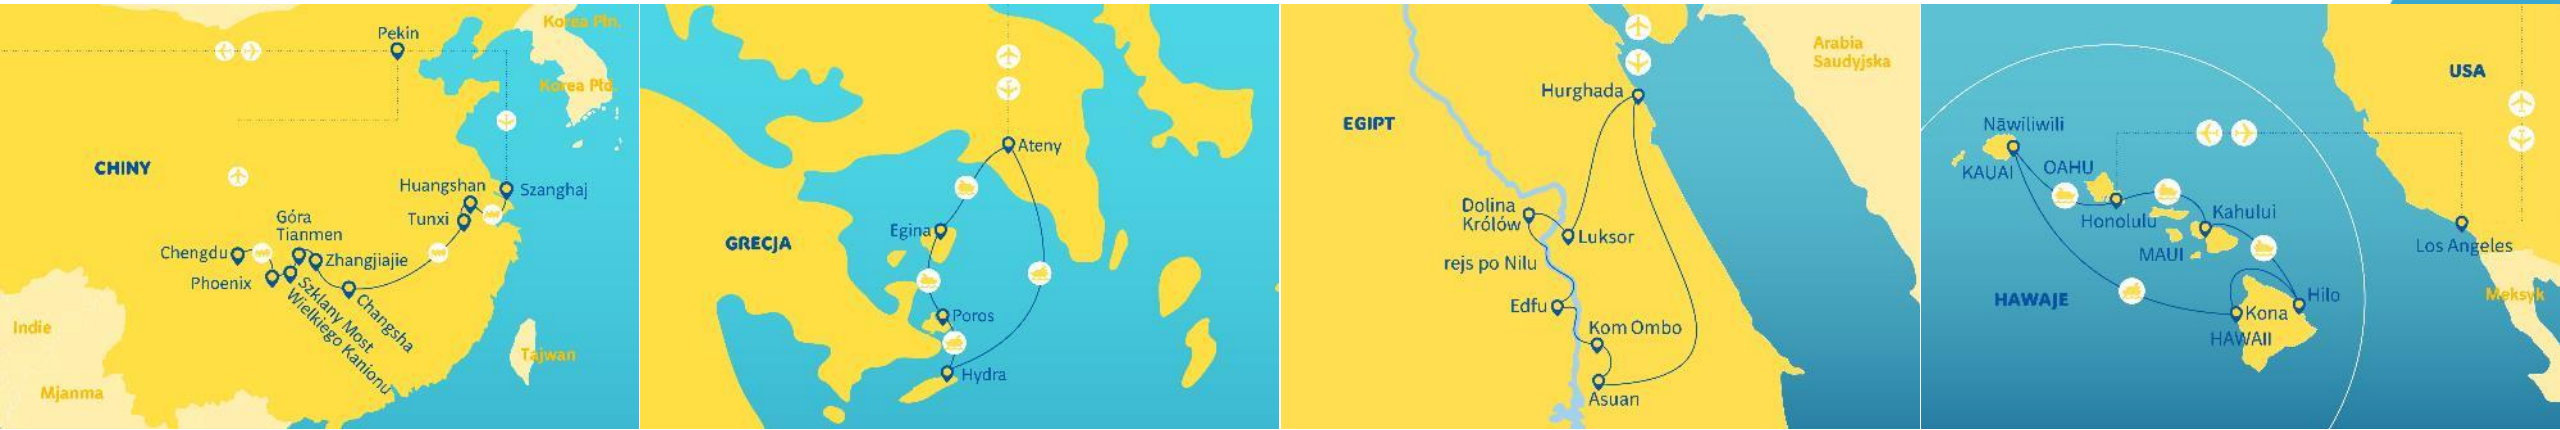 Korea Płn.
Pekin
Korea Płd.
CHINY
Huangshan
Szanghaj
Tunxi
Góra
Tianmen
Chengdu
Zhangjiajie
Phoenix
Szklany Most
Wielkiego Kanionu
Changsha
Indie
Tajwan
Mjanma
Ateny
Egina
GRECJA
Poros
Hydra
Arabia
Saudyjska
Hurghada
EGIPT
Dolina
Królów
Luksor
rejs po Nilu
Edfu
Kom Ombo
Asuan
USA
Nāwiliwili
KAUAI
OAHU
Honolulu
Kahului
MAUI
Los Angeles
HAWAJE
Hilo
Kona
HAWAII
Meksyk